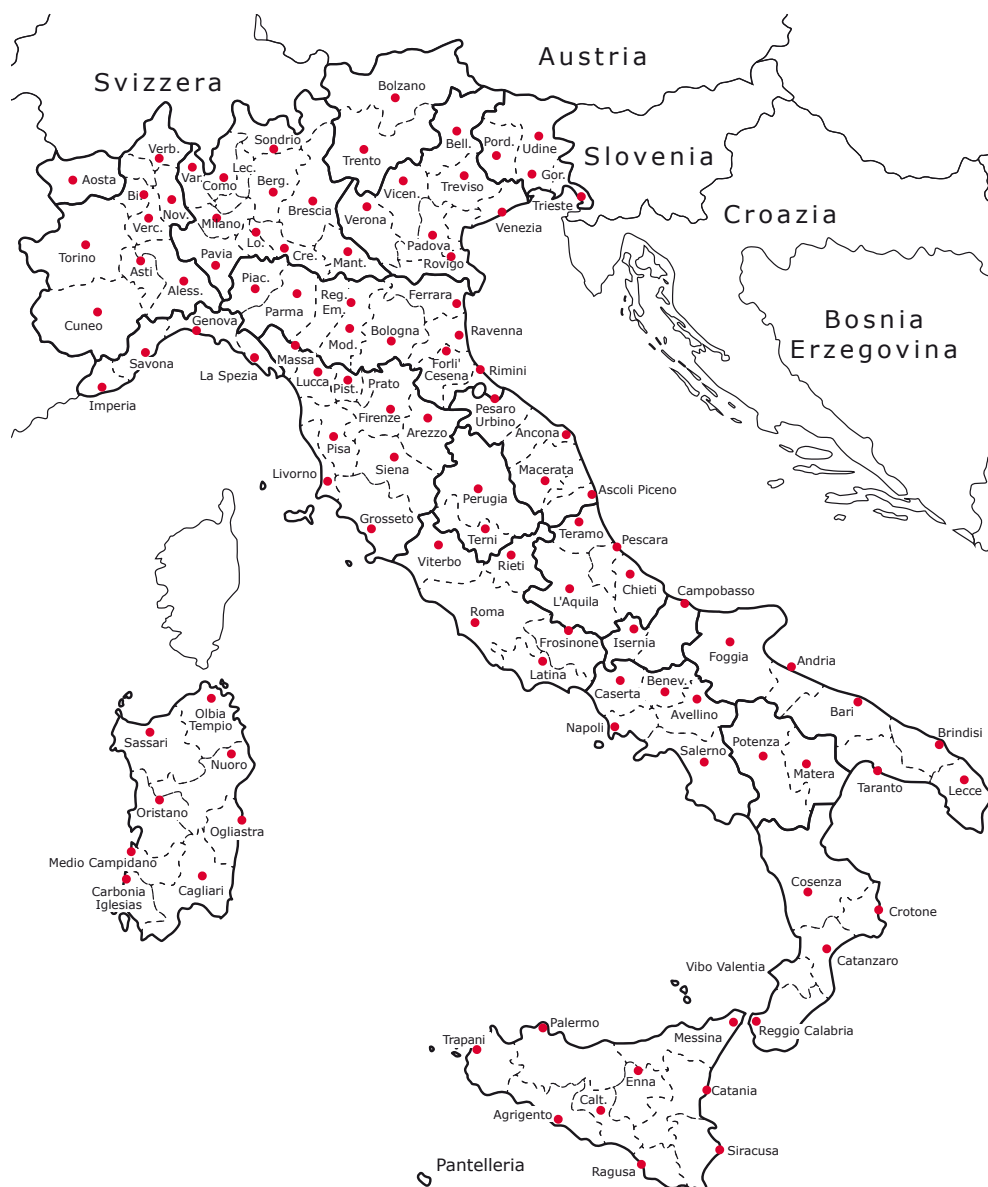 Austria
Svizzera
Bolzano
Sondrio
Bell.
Verb.
Trento
Pord.
Udine
Slovenia
Lec.
Var.
Como
Berg.
Vicen.
Treviso
Gor.
Aosta
Bi.
Nov.
Brescia
Verona
Trieste
Croazia
Milano
Venezia
Verc.
Lo.
Padova
Torino
Pavia
Cre.
Mant.
Rovigo
Asti
Aless.
Piac.
Parma
Reg.
Em.
Ferrara
Bosnia
Erzegovina
Cuneo
Genova
Mod.
Bologna
Ravenna
Savona
Massa
Forli'
Cesena
La Spezia
Lucca
Pist.
Prato
Rimini
Imperia
Firenze
Pesaro
Urbino
Arezzo
Ancona
Pisa
Siena
Livorno
Macerata
Perugia
Ascoli Piceno
Grosseto
Terni
Teramo
Pescara
Viterbo
Rieti
L'Aquila
Chieti
Campobasso
Roma
Frosinone
Isernia
Foggia
Andria
Latina
Caserta
Benev.
Avellino
Bari
Napoli
Olbia
Tempio
Sassari
Salerno
Potenza
Brindisi
Nuoro
Matera
Taranto
Lecce
Oristano
Ogliastra
Medio Campidano
Carbonia
Iglesias
Cagliari
Cosenza
Crotone
Catanzaro
Vibo Valentia
Palermo
Messina
Reggio Calabria
Trapani
Enna
Catania
Calt.
Agrigento
Siracusa
Pantelleria
Ragusa